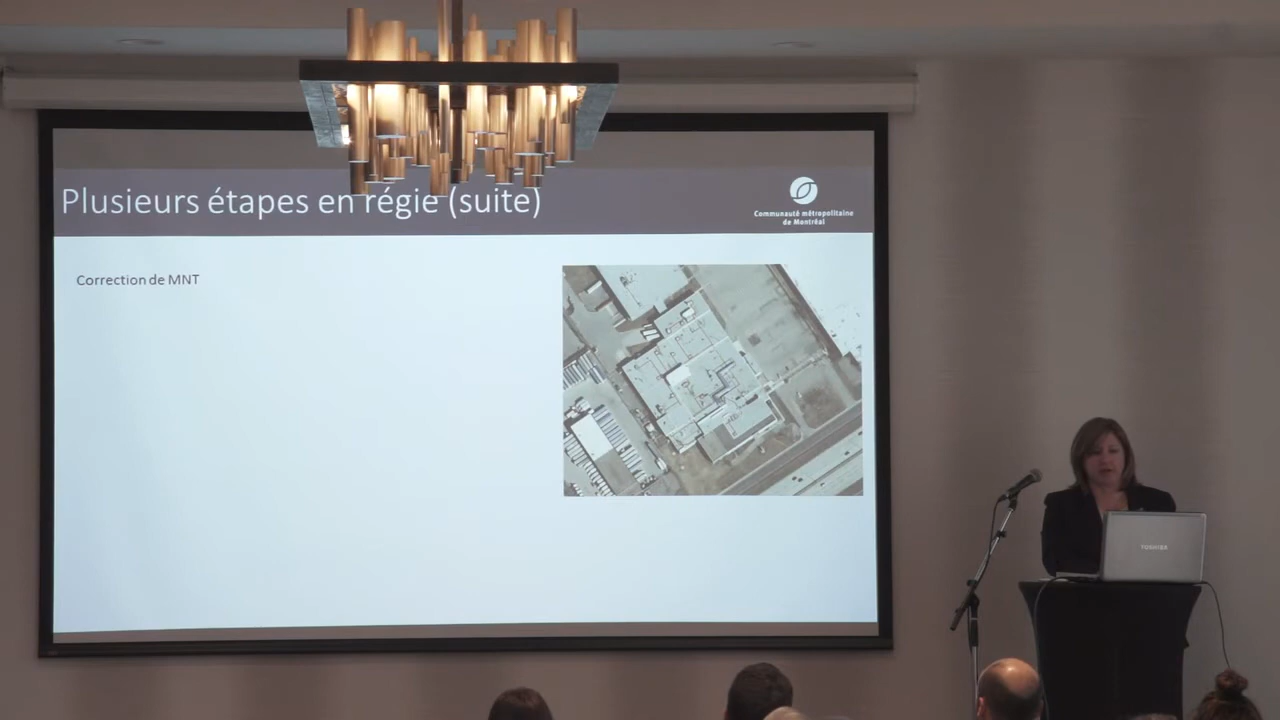 Plusieurs étapes en régie (suite)
Communauté métropolitaine
de Montréal
Correction de MNT
TOSHIBA